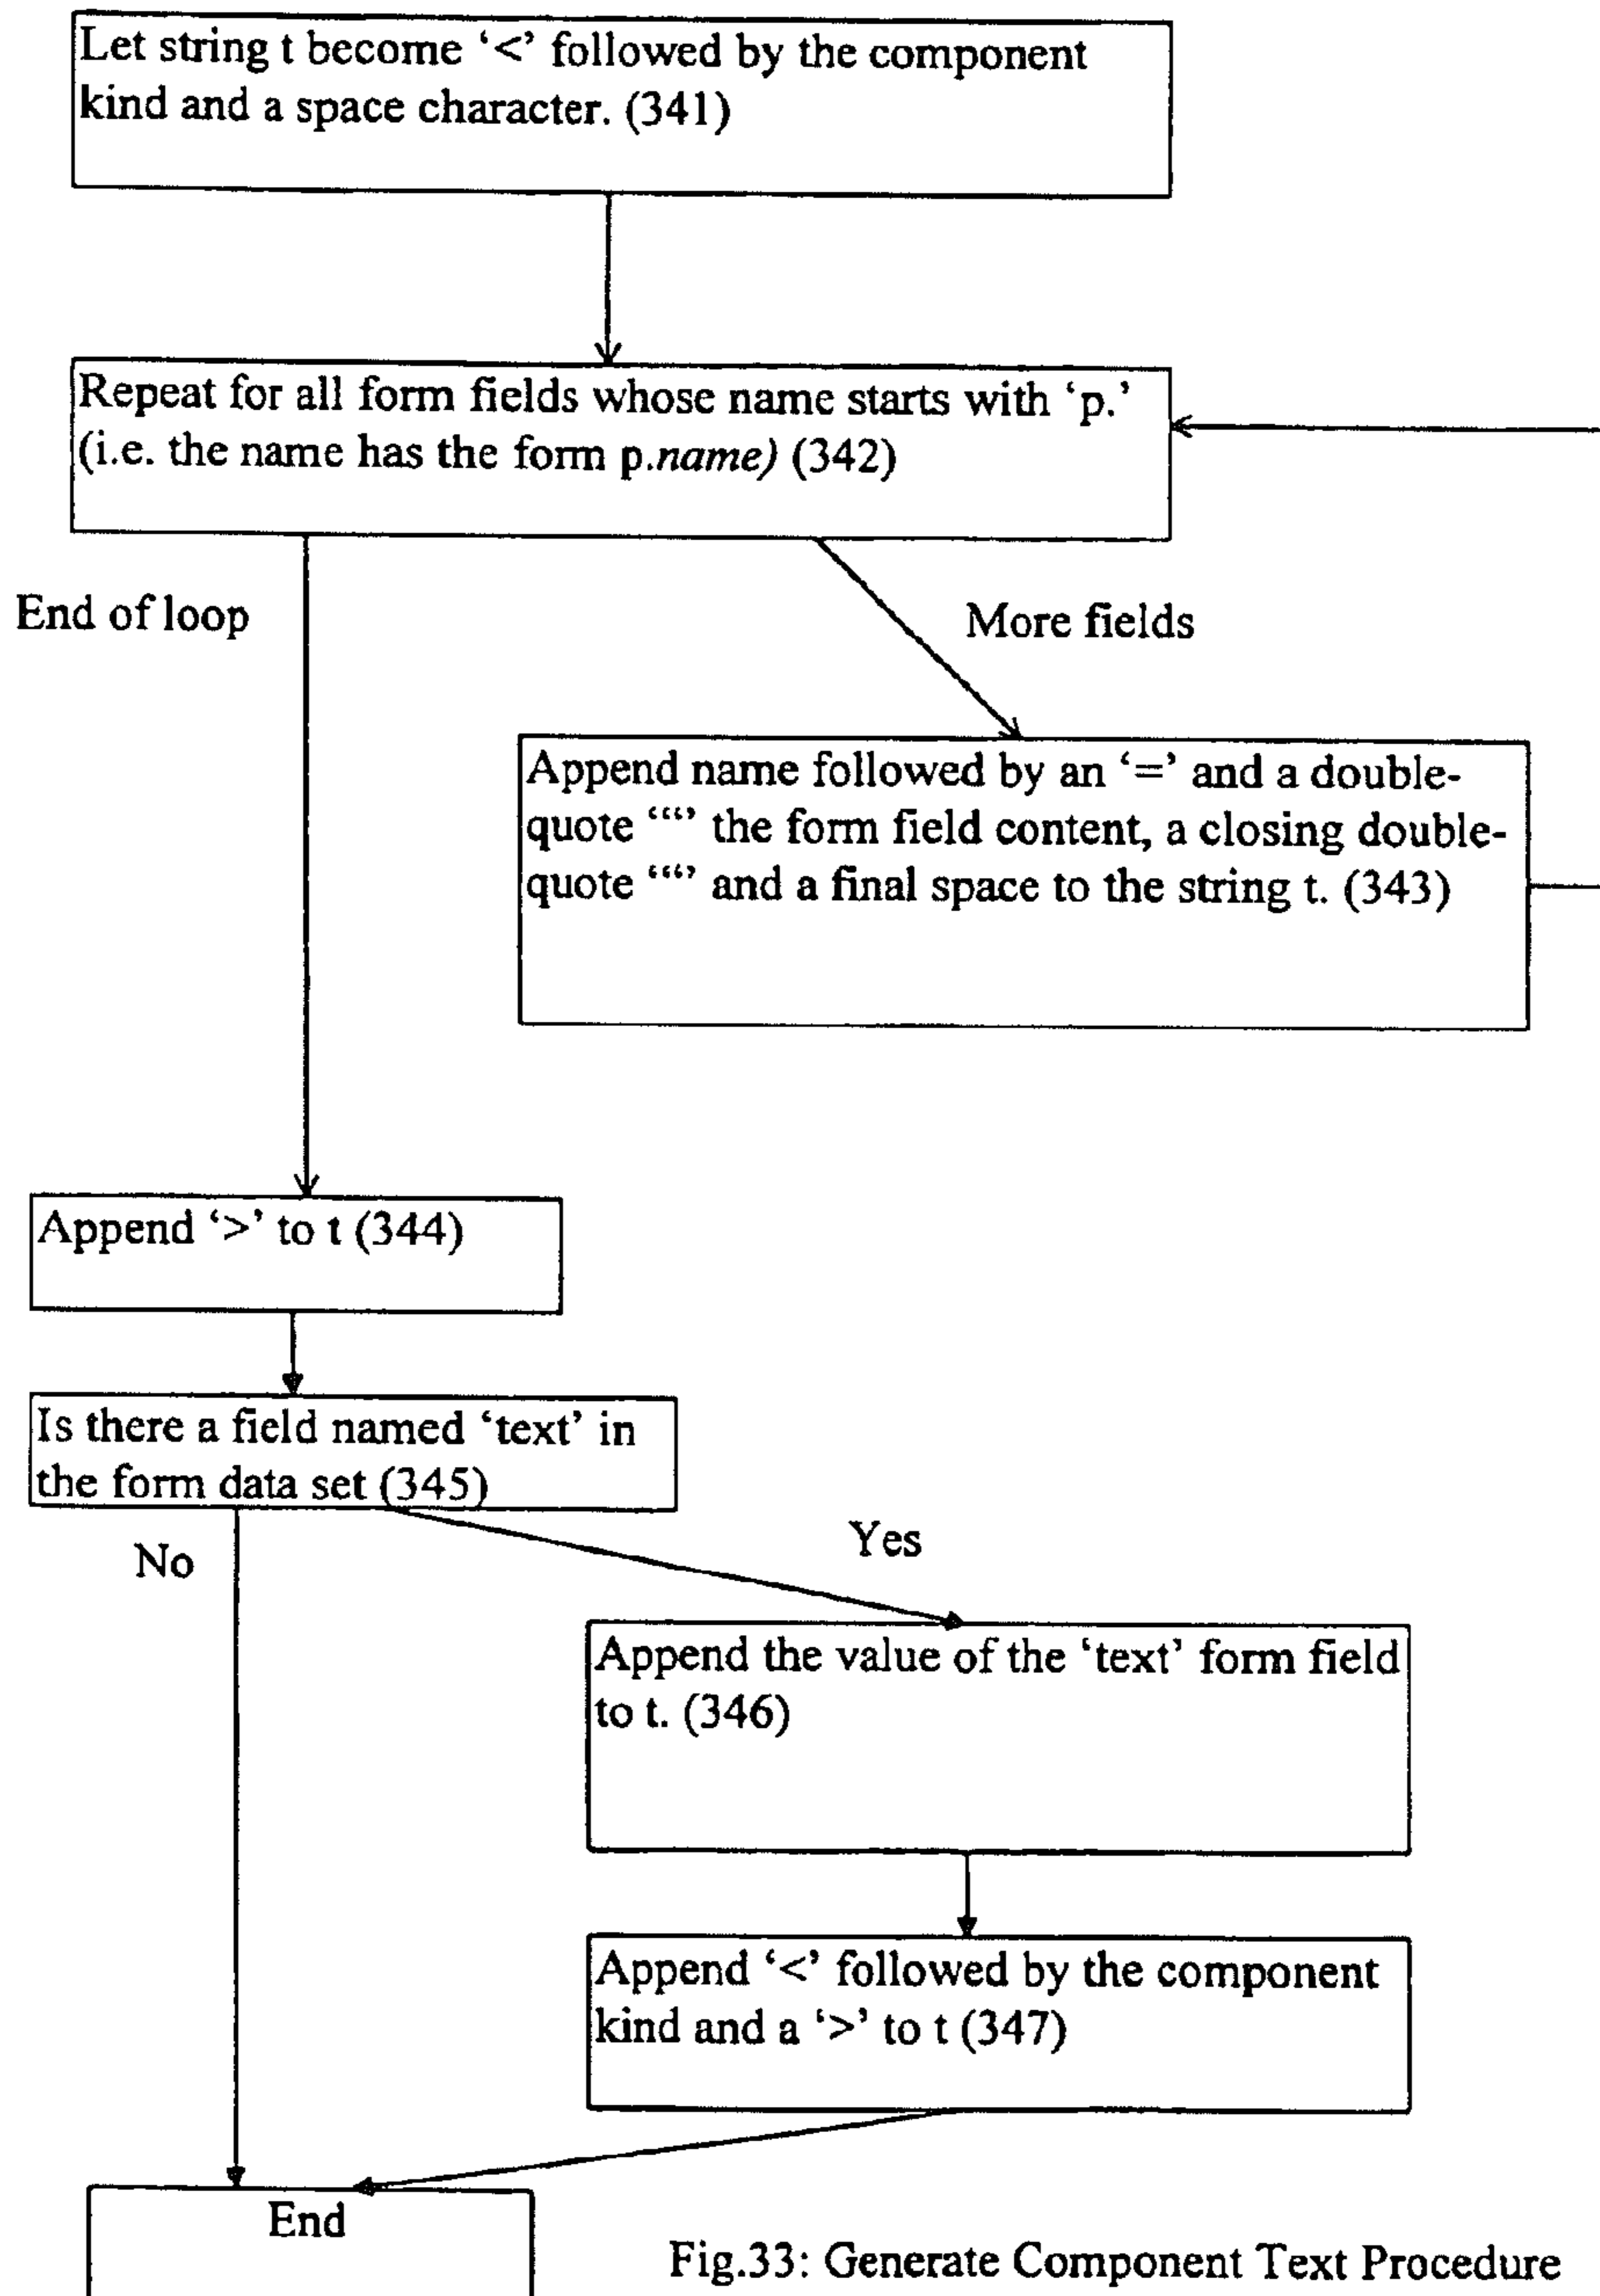 Let string t become ‘<’ followed by the component
kind and a space character. (341)
Repeat for all form fields whose name starts with ‘p.’
(i.e. the name has the form p.name) (342)
End of loop
More fields
Append name followed by an ‘=’ and a double-
quote ‘“‘’ the form field content, a closing double-
quote ‘“‘’ and a final space to the string t. (343)
Append ‘>’ to t (344)
Is there a field named ‘text’ in
the form data set (345)
No
Yes
Append the value of the ‘text’ form field
to t. (346)
Append ‘<’ followed by the component
kind and a ‘>’ to t (347)
End
Fig.33: Generate Component Text Procedure